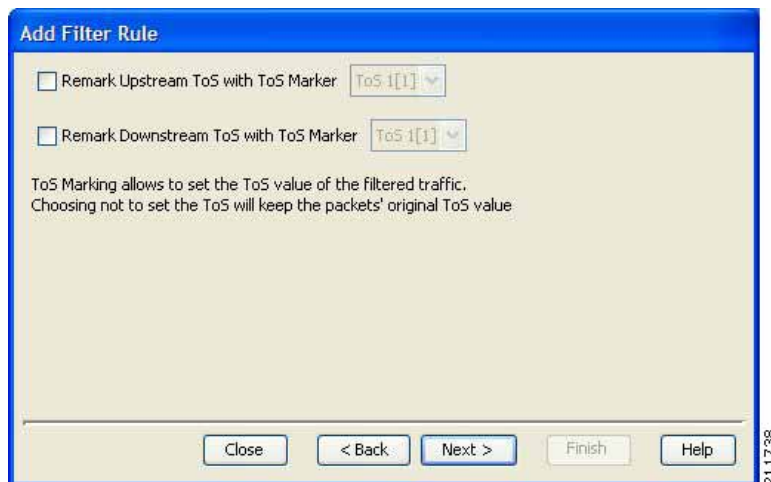 Add Filter Rule
Remark Upstream ToS with ToS Marker ToS 1[1]
Remark Downstream ToS with ToS Marker ToS 1[1]
ToS Marking allows to set the ToS value of the filtered traffic.
Choosing not to set the ToS will keep the packets' original ToS value
Close < Back Next > Finish Help
211738